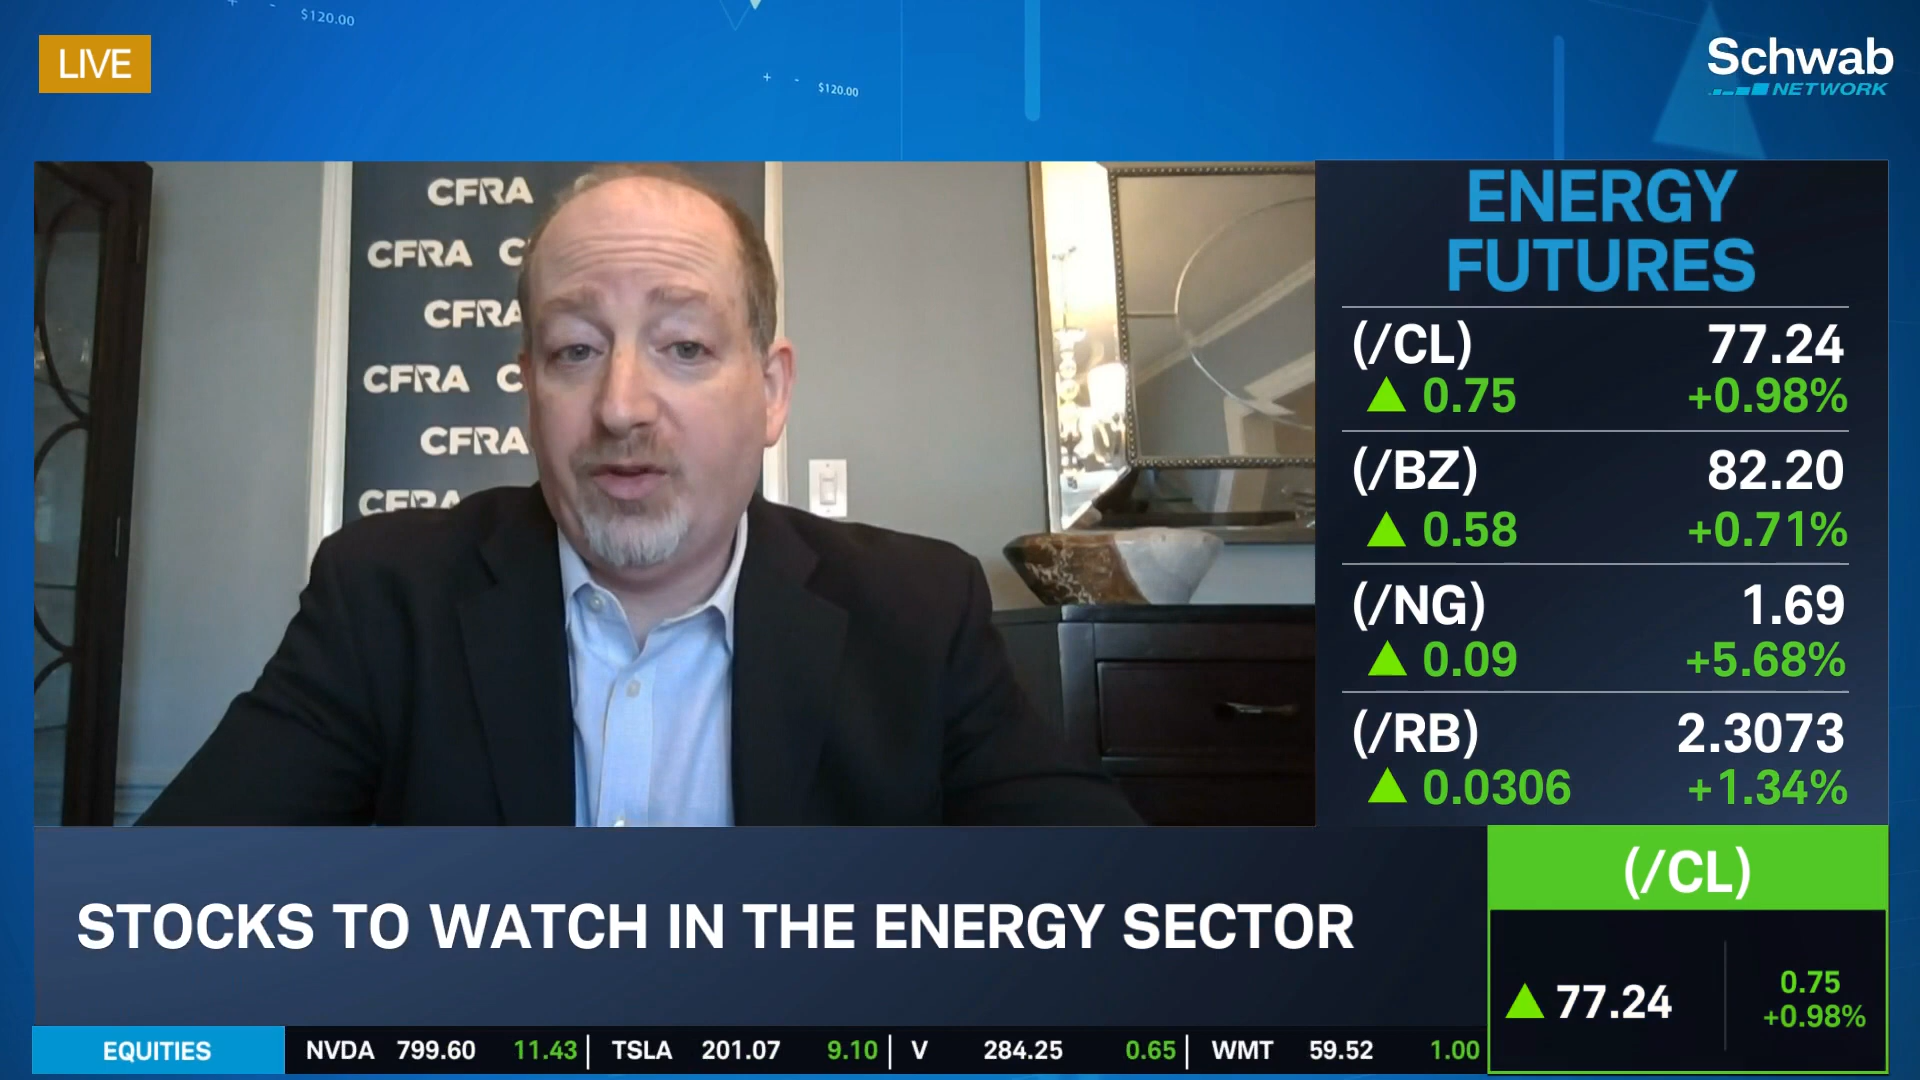 $120.00
+ - $120.00
LIVE
Schwab
NETWORK
CFRA
CFRA C
CFRA
CFRA C
CFRA
CFRA
ENERGY
FUTURES
(/CL) 77.24
▲ 0.75 +0.98%
(/BZ) 82.20
▲ 0.58 +0.71%
(/NG) 1.69
▲ 0.09 +5.68%
(/RB) 2.3073
▲ 0.0306 +1.34%
STOCKS TO WATCH IN THE ENERGY SECTOR
(/CL)
▲ 77.24
0.75
+0.98%
EQUITIES NVDA 799.60 11.43 | TSLA 201.07 9.10 | V 284.25 0.65 | WMT 59.52 1.00